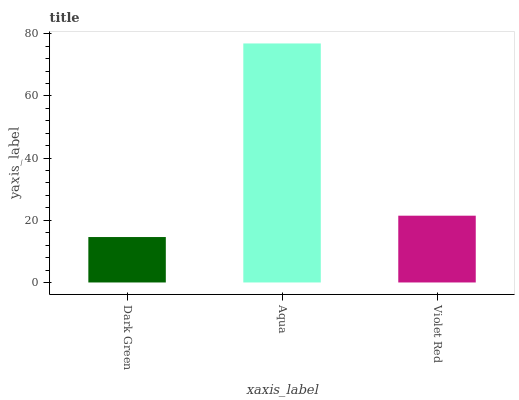 title
80
60
40
20
0
yaxis_label
Dark Green
Aqua
Violet Red
xaxis_label